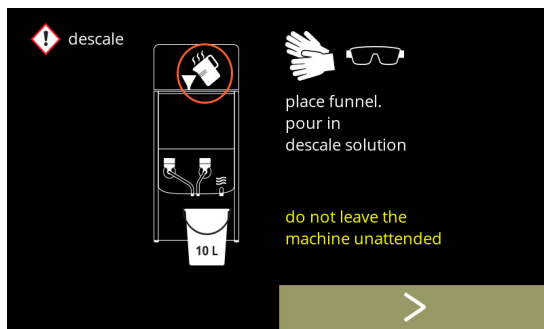 descale
place funnel.
pour in
descale solution
10 L
do not leave the
machine unattended